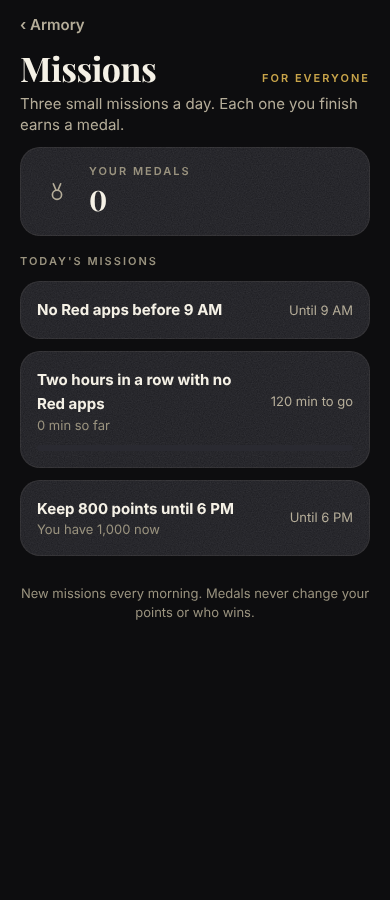 ‹ Armory
Missions
FOR EVERYONE
Three small missions a day. Each one you finish
earns a medal.
YOUR MEDALS
0
TODAY'S MISSIONS
No Red apps before 9 AM
Until 9 AM
Two hours in a row with no
Red apps
120 min to go
0 min so far
Keep 800 points until 6 PM
Until 6 PM
You have 1,000 now
New missions every morning. Medals never change your
points or who wins.